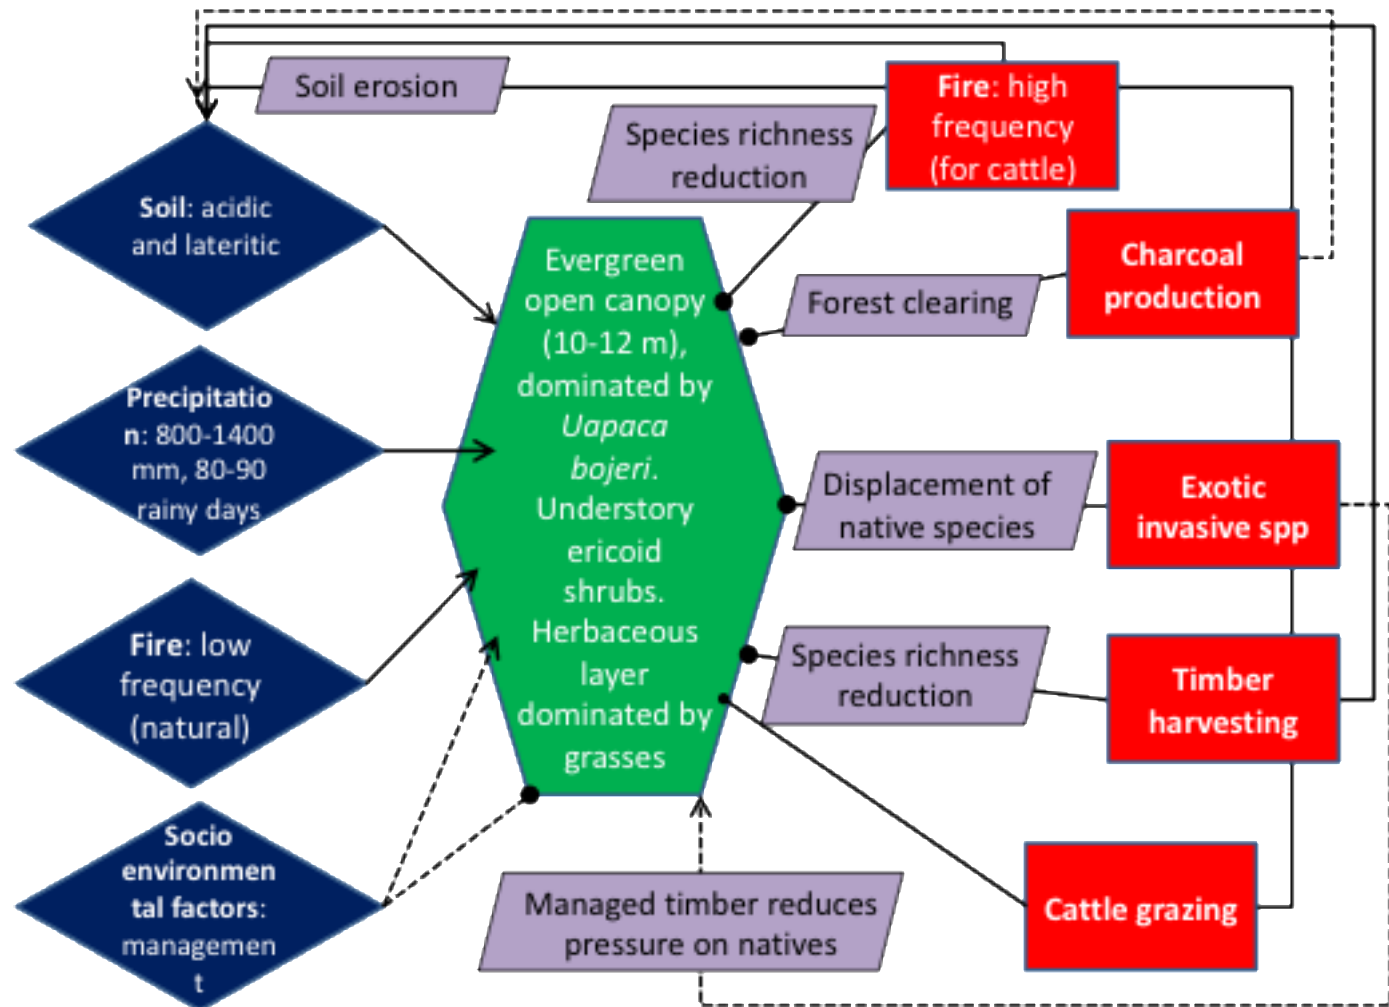 Soil erosion
Fire: high
frequency
(for cattle)
Species richness
reduction
Soil: acidic
and lateritic
Evergreen
open canopy
(10-12 m),
dominated by
Uapaca
bojeri.
Understory
ericoid
shrubs.
Herbaceous
layer
dominated by
grasses
Charcoal
production
Forest clearing
Precipitatio
n: 800-1400
mm, 80-90
rainy days
Displacement of
native species
Exotic
invasive spp
Fire: low
frequency
(natural)
Species richness
reduction
Timber
harvesting
Socio
environmen
tal factors:
managemen
t
Managed timber reduces
pressure on natives
Cattle grazing